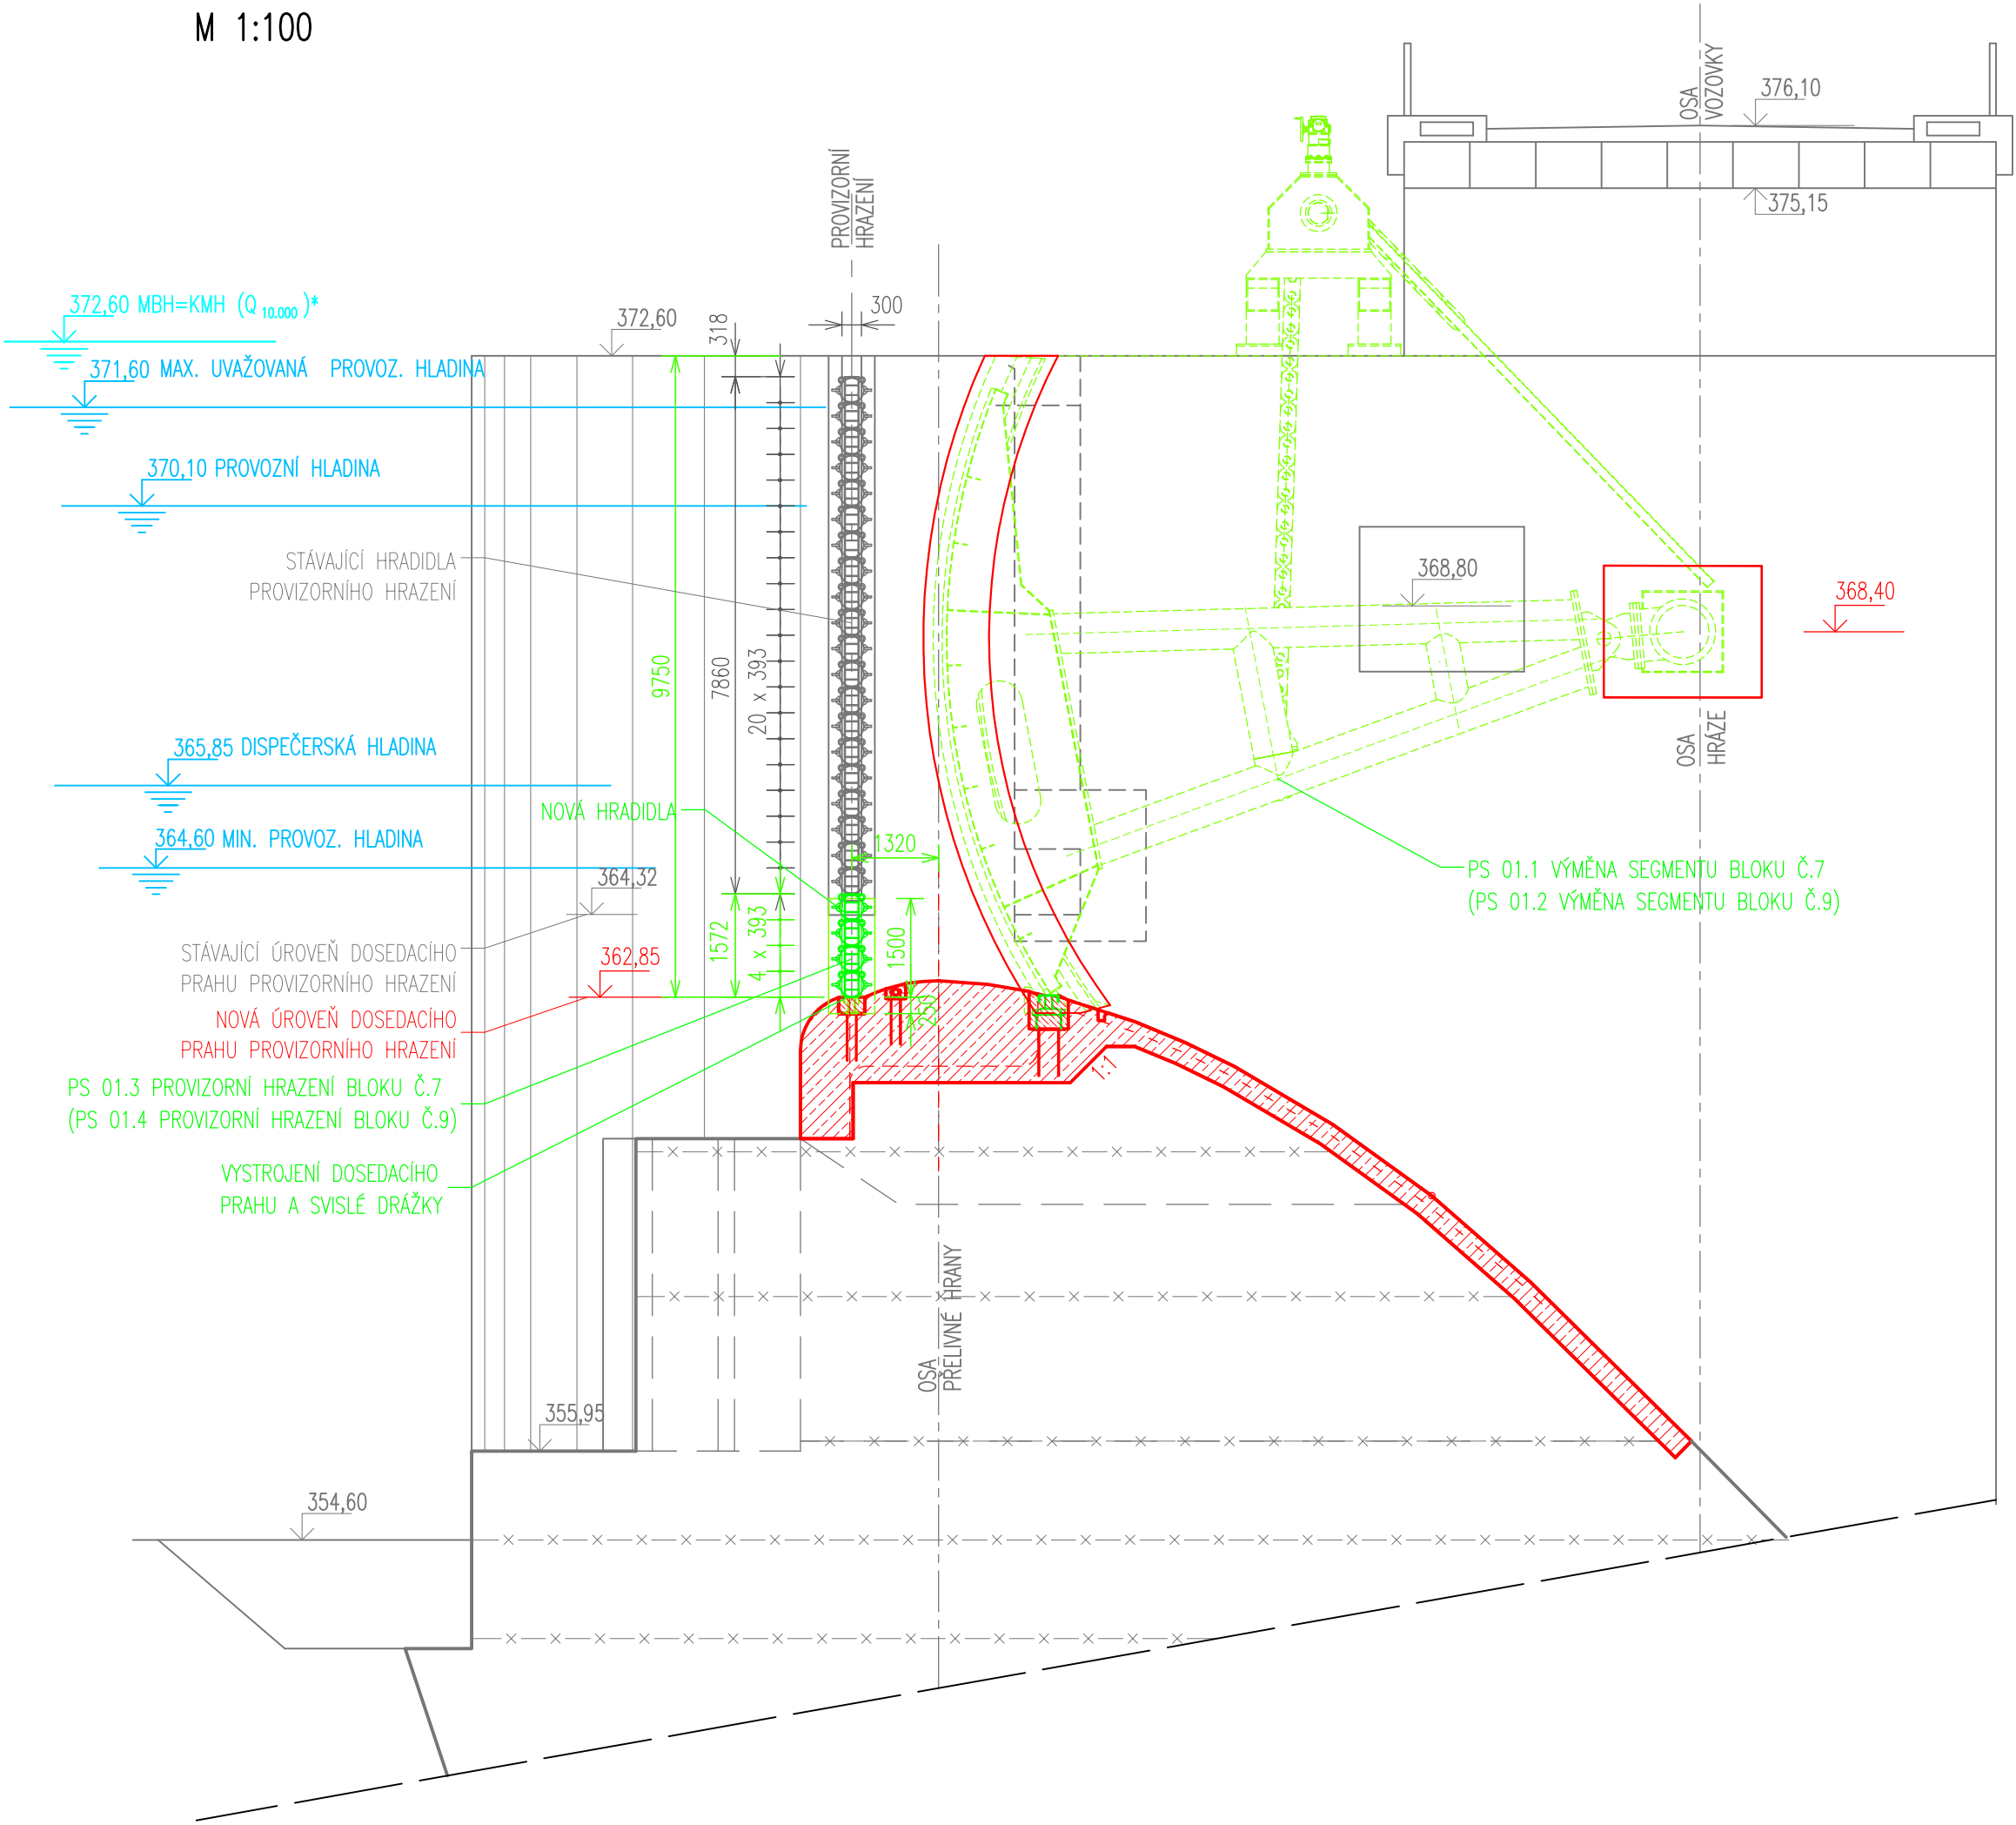 M 1:100
OSA
VOZOVKY
376,10
375,15
PROVIZORNÍ
HRAZENÍ
372,60 MBH=KMH (Q 10.000 )*
372,60
318
300
371,60 MAX. UVAŽOVANÁ PROVOZ. HLADINA
370,10 PROVOZNÍ HLADINA
STÁVAJÍCÍ HRADIDLA
PROVIZORNÍHO HRAZENÍ
368,80
368,40
9750
7860
20 x 393
OSA
HRÁZE
365,85 DISPEČERSKÁ HLADINA
NOVÁ HRADIDLA
364,60 MIN. PROVOZ. HLADINA
1320
364,32
PS 01.1 VÝMĚNA SEGMENTU BLOKU Č.7
(PS 01.2 VÝMĚNA SEGMENTU BLOKU Č.9)
1572
4 x 393
1500
250
STÁVAJÍCÍ ÚROVEŇ DOSEDACÍHO
PRAHU PROVIZORNÍHO HRAZENÍ
362,85
NOVÁ ÚROVEŇ DOSEDACÍHO
PRAHU PROVIZORNÍHO HRAZENÍ
1:1
PS 01.3 PROVIZORNÍ HRAZENÍ BLOKU Č.7
(PS 01.4 PROVIZORNÍ HRAZENÍ BLOKU Č.9)
VYSTROJENÍ DOSEDACÍHO
PRAHU A SVISLÉ DRÁŽKY
OSA
PŘELIVNÉ HRANY
355,95
354,60